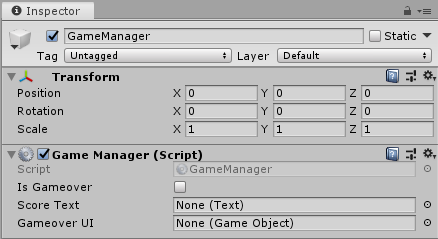 Inspector
GameManager Static
Tag Untagged Layer Default
Transform
Position X 0 Y 0 Z 0
Rotation X 0 Y 0 Z 0
Scale X 1 Y 1 Z 1
Game Manager (Script)
Script GameManager
Is Gameover
Score Text None (Text)
Gameover UI None (Game Object)